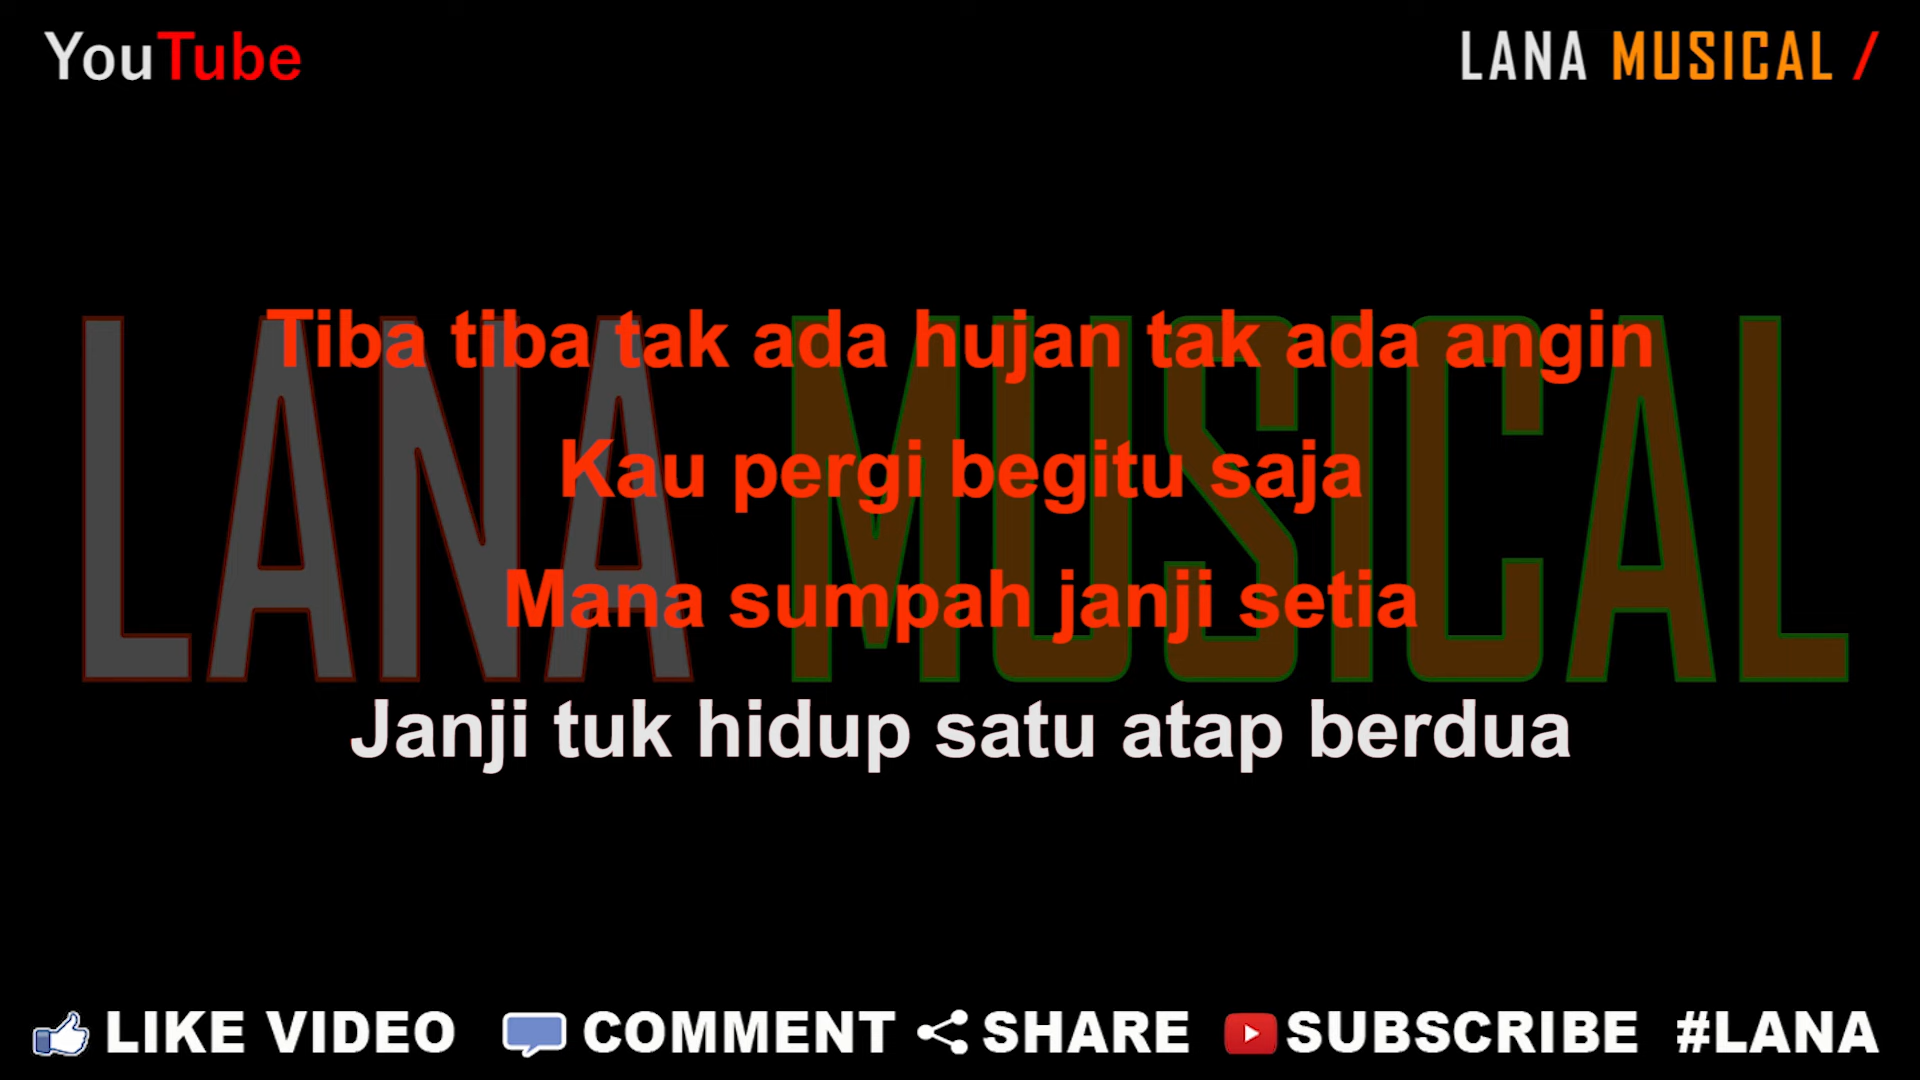 YouTube
LANA MUSICAL /
LANA MUSICAL
Tiba tiba tak ada hujan tak ada angin
Kau pergi begitu saja
Mana sumpah janji setia
Janji tuk hidup satu atap berdua
LIKE VIDEO COMMENT SHARE SUBSCRIBE #LANA